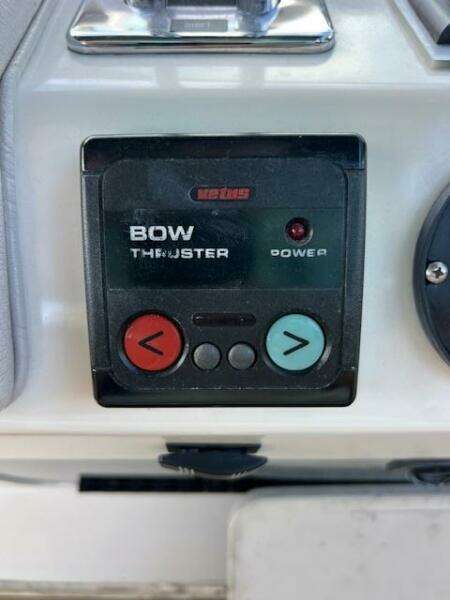 vetus
BOW
THRUSTER
POWER
<
>